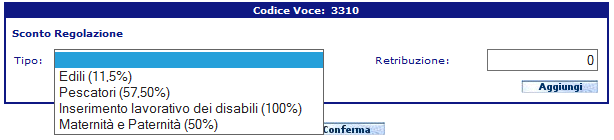 Codice Voce: 3310
Sconto Regolazione
Tipo: Retribuzione: 0
Edili (11,5%)
Pescatori (57,50%)
Inserimento lavorativo dei disabili (100%)
Maternità e Paternità (50%)
Aggiungi
Conferma